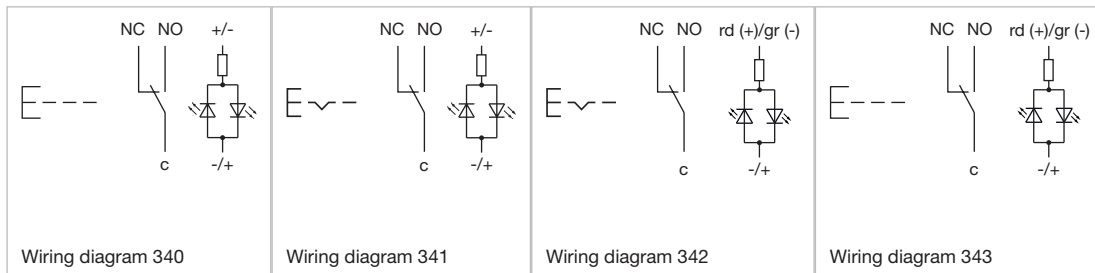 NC NO +/-
c -/+
Wiring diagram 340
NC NO +/-
c -/+
Wiring diagram 341
NC NO rd (+)/gr (-)
c -/+
Wiring diagram 342
NC NO rd (+)/gr (-)
c -/+
Wiring diagram 343